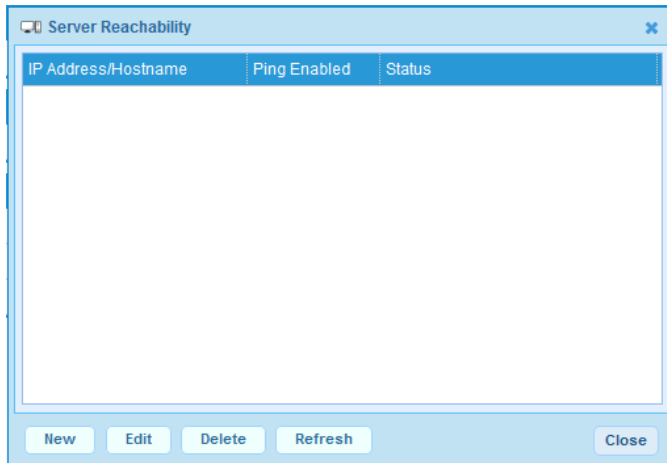 Server Reachability
IP Address/Hostname Ping Enabled Status
New Edit Delete Refresh Close